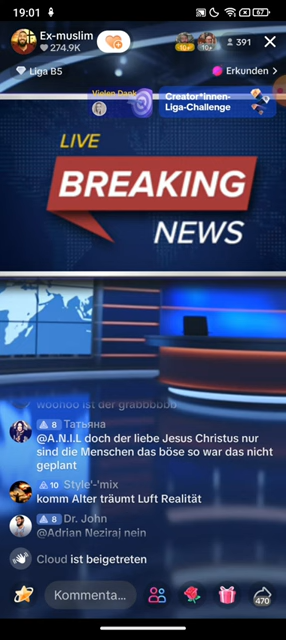 19:01
67
Ex-muslim
274.9K
10+
10+
391
Liga B5
Erkunden >
Vielen Dank
Creator*innen-
Liga-Challenge
LIVE
BREAKING
NEWS
woohoo ist der grabbbbbb
8 Татьяна
@A.N.I.L doch der liebe Jesus Christus nur
sind die Menschen das böse so war das nicht
geplant
10 Style'-'mix
komm Alter träumt Luft Realität
8 Dr. John
@Adrian Neziraj nein
Cloud ist beigetreten
Kommenta...
470